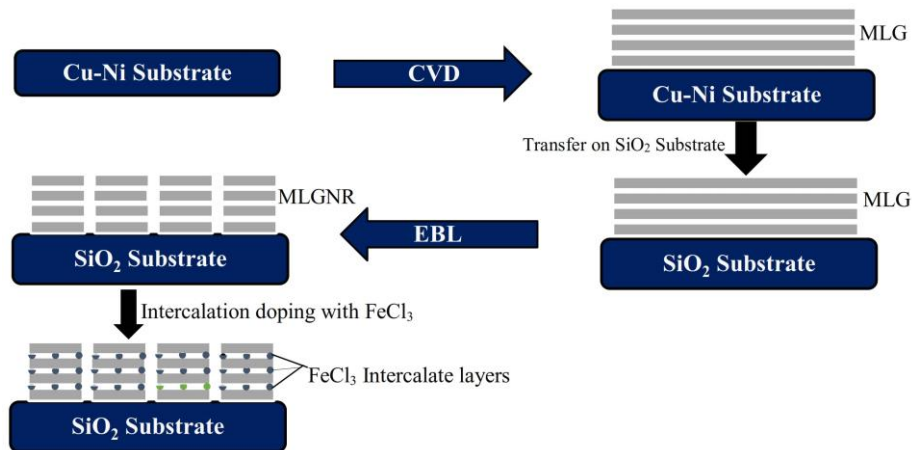 Cu-Ni Substrate
CVD
MLG
Cu-Ni Substrate
Transfer on SiO₂ Substrate
MLG
SiO₂ Substrate
EBL
MLGNR
SiO₂ Substrate
Intercalation doping with FeCl₃
FeCl₃ Intercalate layers
SiO₂ Substrate